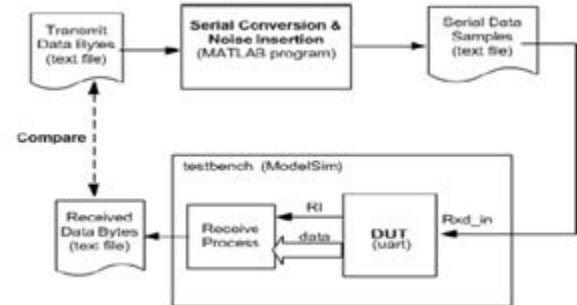 Transmit
Data Bytes
(text file)
Serial Conversion &
Noise Insertion
(MATLAB program)
Serial Data
Samples
(text file)
Compare
testbench (ModelSim)
Received
Data Bytes
(text file)
Receive
Process
RI
data
DUT
(uart)
Rxd_in